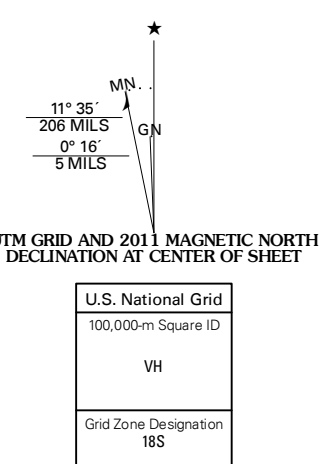 ★
MN
11° 35´
206 MILS
GN
0° 16´
5 MILS
UTM GRID AND 2011 MAGNETIC NORTH
DECLINATION AT CENTER OF SHEET
U.S. National Grid
100,000-m Square ID
VH
Grid Zone Designation
18S